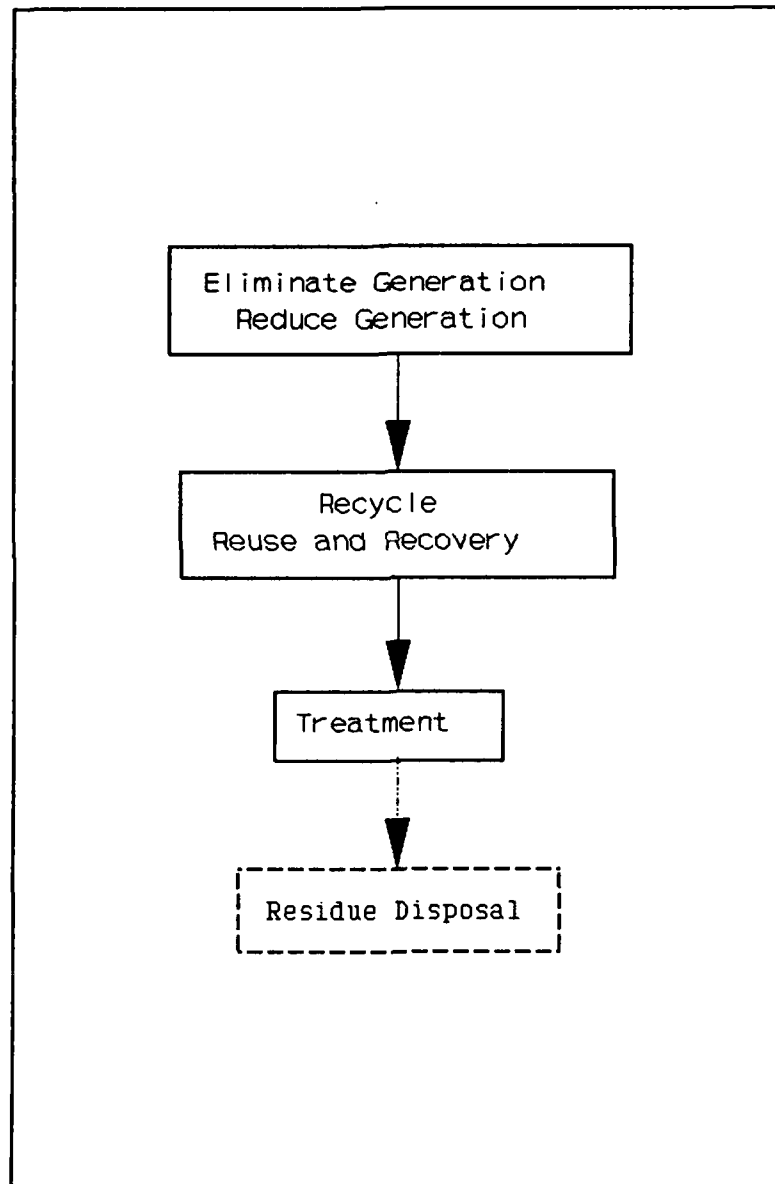 Eliminate Generation
Reduce Generation
Recycle
Reuse and Recovery
Treatment
Residue Disposal